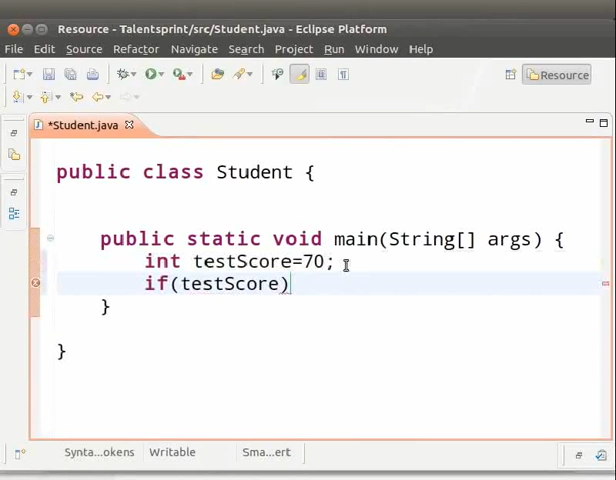 Resource - Talentsprint/src/Student.java - Eclipse Platform
File Edit Source Refactor Navigate Search Project Run Window Help
Resource
*Student.java
public class Student {
public static void main(String[] args) {
int testScore=70;
if(testScore)
}
}
Synta...okens Writable Sma...ert